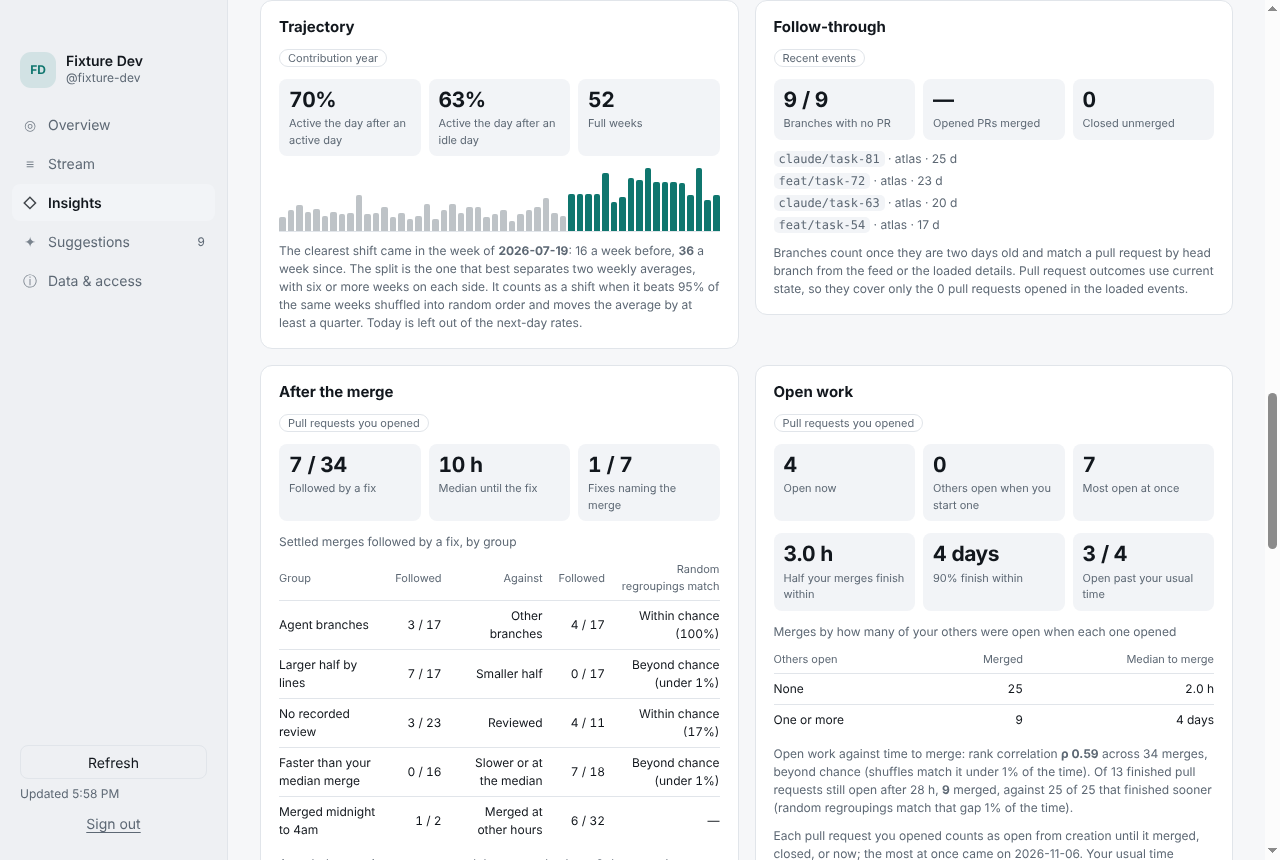 FD
Fixture Dev
@fixture-dev
Overview
Stream
Insights
Suggestions 9
Data & access
Refresh
Updated 5:58 PM
Sign out
Trajectory
Contribution year
70%
Active the day after an
active day
63%
Active the day after an
idle day
52
Full weeks
The clearest shift came in the week of 2026-07-19: 16 a week before, 36 a
week since. The split is the one that best separates two weekly averages,
with six or more weeks on each side. It counts as a shift when it beats 95% of
the same weeks shuffled into random order and moves the average by at
least a quarter. Today is left out of the next-day rates.
Follow-through
Recent events
9 / 9
Branches with no PR
—
Opened PRs merged
0
Closed unmerged
claude/task-81 · atlas · 25 d
feat/task-72 · atlas · 23 d
claude/task-63 · atlas · 20 d
feat/task-54 · atlas · 17 d
Branches count once they are two days old and match a pull request by head
branch from the feed or the loaded details. Pull request outcomes use current
state, so they cover only the 0 pull requests opened in the loaded events.
After the merge
Pull requests you opened
7 / 34
Followed by a fix
10 h
Median until the fix
1 / 7
Fixes naming the
merge
Settled merges followed by a fix, by group
Group Followed Against Followed Random
regroupings match
Agent branches 3 / 17 Other
branches 4 / 17 Within chance
(100%)
Larger half by
lines 7 / 17 Smaller half 0 / 17 Beyond chance
(under 1%)
No recorded
review 3 / 23 Reviewed 4 / 11 Within chance
(17%)
Faster than your
median merge 0 / 16 Slower or at
the median 7 / 18 Beyond chance
(under 1%)
Merged midnight
to 4am 1 / 2 Merged at
other hours 6 / 32 —
Open work
Pull requests you opened
4
Open now
0
Others open when you
start one
7
Most open at once
3.0 h
Half your merges finish
within
4 days
90% finish within
3 / 4
Open past your usual
time
Merges by how many of your others were open when each one opened
Others open Merged Median to merge
None 25 2.0 h
One or more 9 4 days
Open work against time to merge: rank correlation ρ 0.59 across 34 merges,
beyond chance (shuffles match it under 1% of the time). Of 13 finished pull
requests still open after 28 h, 9 merged, against 25 of 25 that finished sooner
(random regroupings match that gap 1% of the time).
Each pull request you opened counts as open from creation until it merged,
closed, or now; the most at once came on 2026-11-06. Your usual time